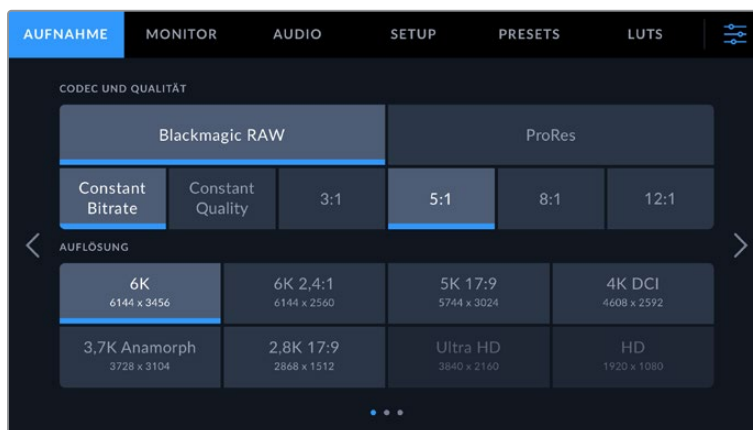 AUFNAHME MONITOR AUDIO SETUP PRESETS LUTS
CODEC UND QUALITÄT
Blackmagic RAW ProRes
Constant Bitrate Constant Quality 3:1 5:1 8:1 12:1
AUFLÖSUNG
6K 6K 2,4:1 5K 17:9 4K DCI
6144 x 3456 6144 x 2560 5744 x 3024 4608 x 2592
3,7K Anamorph 2,8K 17:9 Ultra HD HD
3728 x 3104 2868 x 1512 3840 x 2160 1920 x 1080